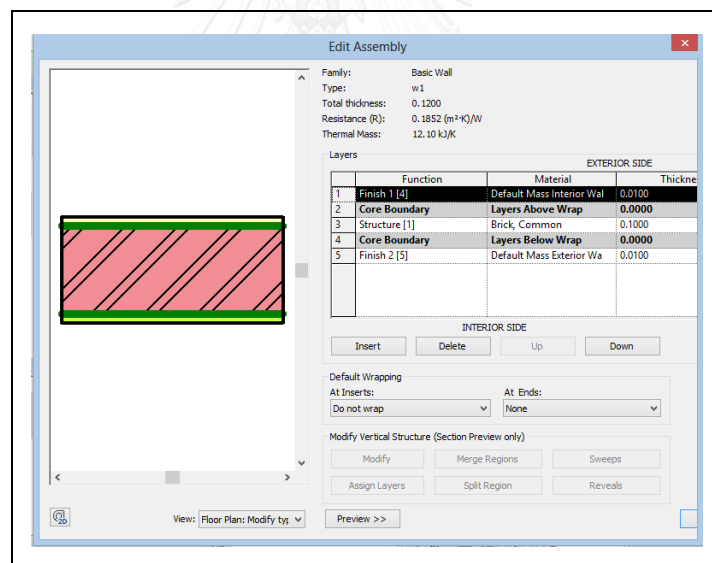 Edit Assembly
Family: Basic Wall
Type: w1
Total thickness: 0.1200
Resistance (R): 0.1852 (m²·K)/W
Thermal Mass: 12.10 kJ/K
Layers
EXTERIOR SIDE
Function Material Thickne
1 Finish 1 [4] Default Mass Interior Wal 0.0100
2 Core Boundary Layers Above Wrap 0.0000
3 Structure [1] Brick, Common 0.1000
4 Core Boundary Layers Below Wrap 0.0000
5 Finish 2 [5] Default Mass Exterior Wa 0.0100
INTERIOR SIDE
Insert Delete Up Down
Default Wrapping
At Inserts: At Ends:
Do not wrap None
Modify Vertical Structure (Section Preview only)
Modify Merge Regions Sweeps
Assign Layers Split Region Reveals
2D View: Floor Plan: Modify typ Preview >>